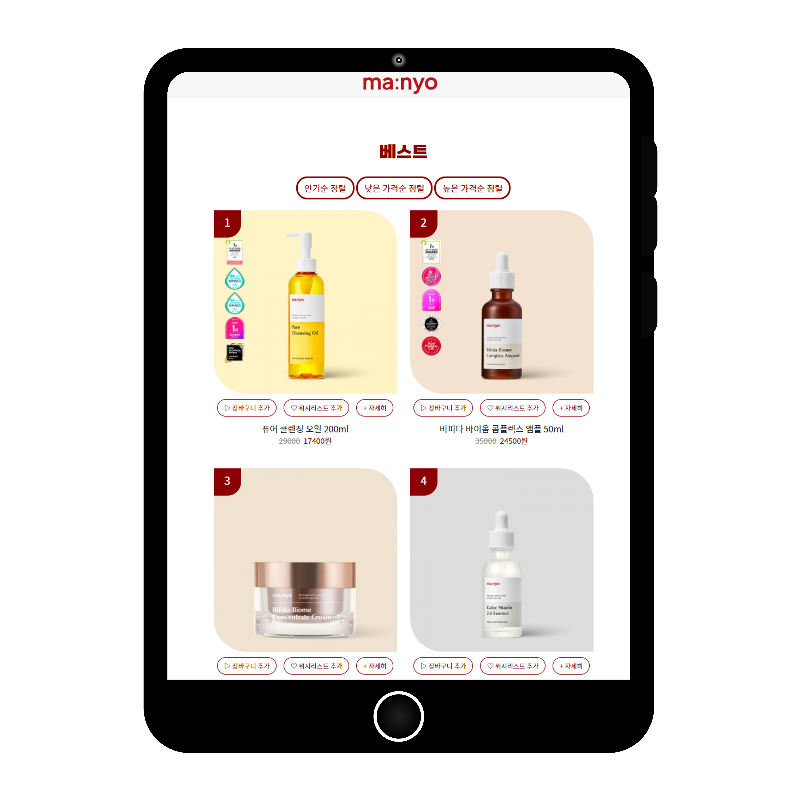 ma:nyo
베스트
인기순 정렬 낮은 가격순 정렬 높은 가격순 정렬
1
2
ma:nyo
Pure
Cleansing Oil
ma:nyo
Bifida Biome
Complex Ampoule
▷ 장바구니 추가 ♡ 위시리스트 추가 + 자세히
▷ 장바구니 추가 ♡ 위시리스트 추가 + 자세히
퓨어 클렌징 오일 200ml
29000 17400원
비피다 바이옴 콤플렉스 앰플 50ml
35000 24500원
3
4
ma:nyo
Bifida Biome
Concentrate Cream
ma:nyo
Galac Niacin
2.0 Essence
▷ 장바구니 추가 ♡ 위시리스트 추가 + 자세히
▷ 장바구니 추가 ♡ 위시리스트 추가 + 자세히